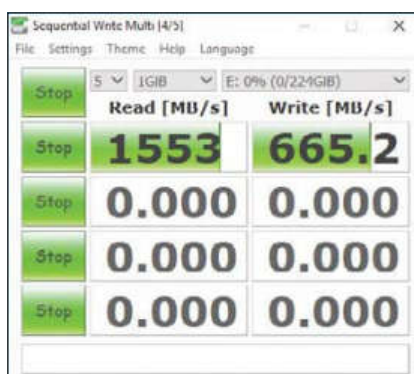 Sequential Write Multi [4/5]
File Settings Theme Help Language
Stop 5 1GiB E: 0% (0/224GiB)
Read [MB/s] Write [MB/s]
Stop 1553 665.2
Stop 0.000 0.000
Stop 0.000 0.000
Stop 0.000 0.000